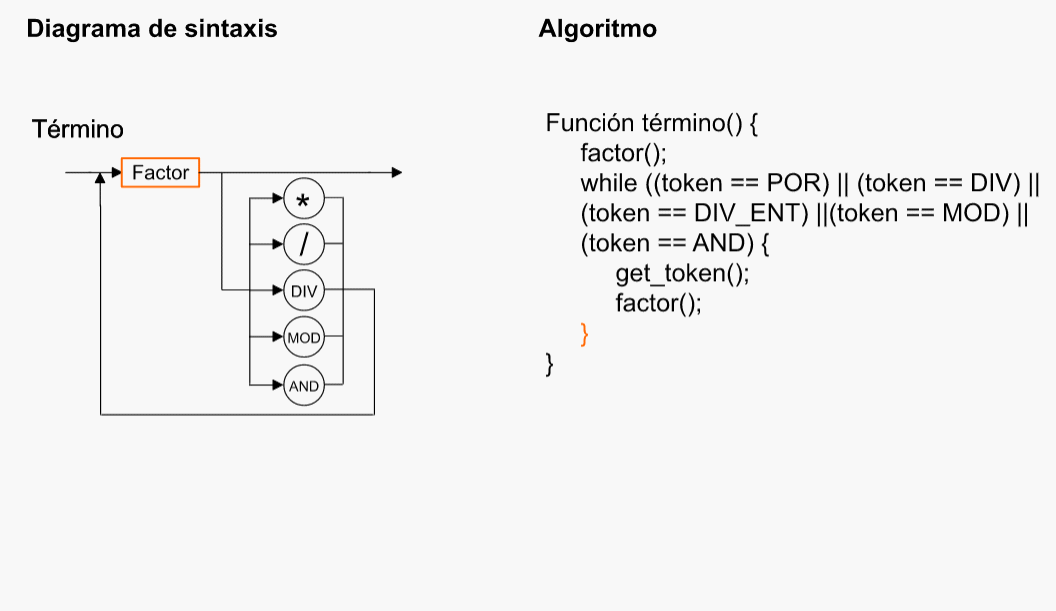 Diagrama de sintaxis
Algoritmo
Término
Factor
*
/
DIV
MOD
AND
Función término() {
factor();
while ((token == POR) || (token == DIV) ||
(token == DIV_ENT) ||(token == MOD) ||
(token == AND) {
get_token();
factor();
}
}